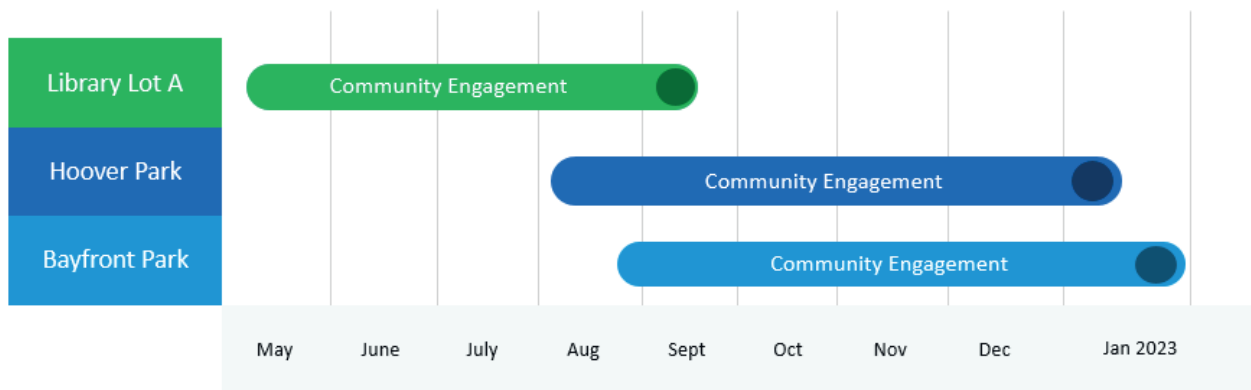 Library Lot A
Community Engagement
Hoover Park
Community Engagement
Bayfront Park
Community Engagement
May June July Aug Sept Oct Nov Dec Jan 2023